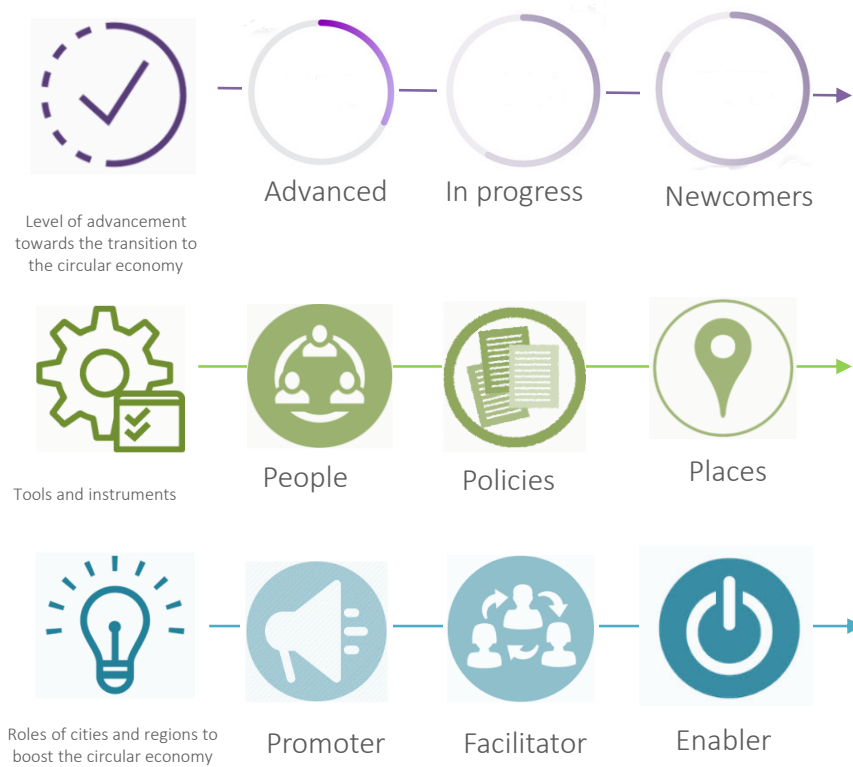 Advanced
In progress
Newcomers
Level of advancement
towards the transition to
the circular economy
People
Policies
Places
Tools and instruments
Promoter
Facilitator
Enabler
Roles of cities and regions to
boost the circular economy